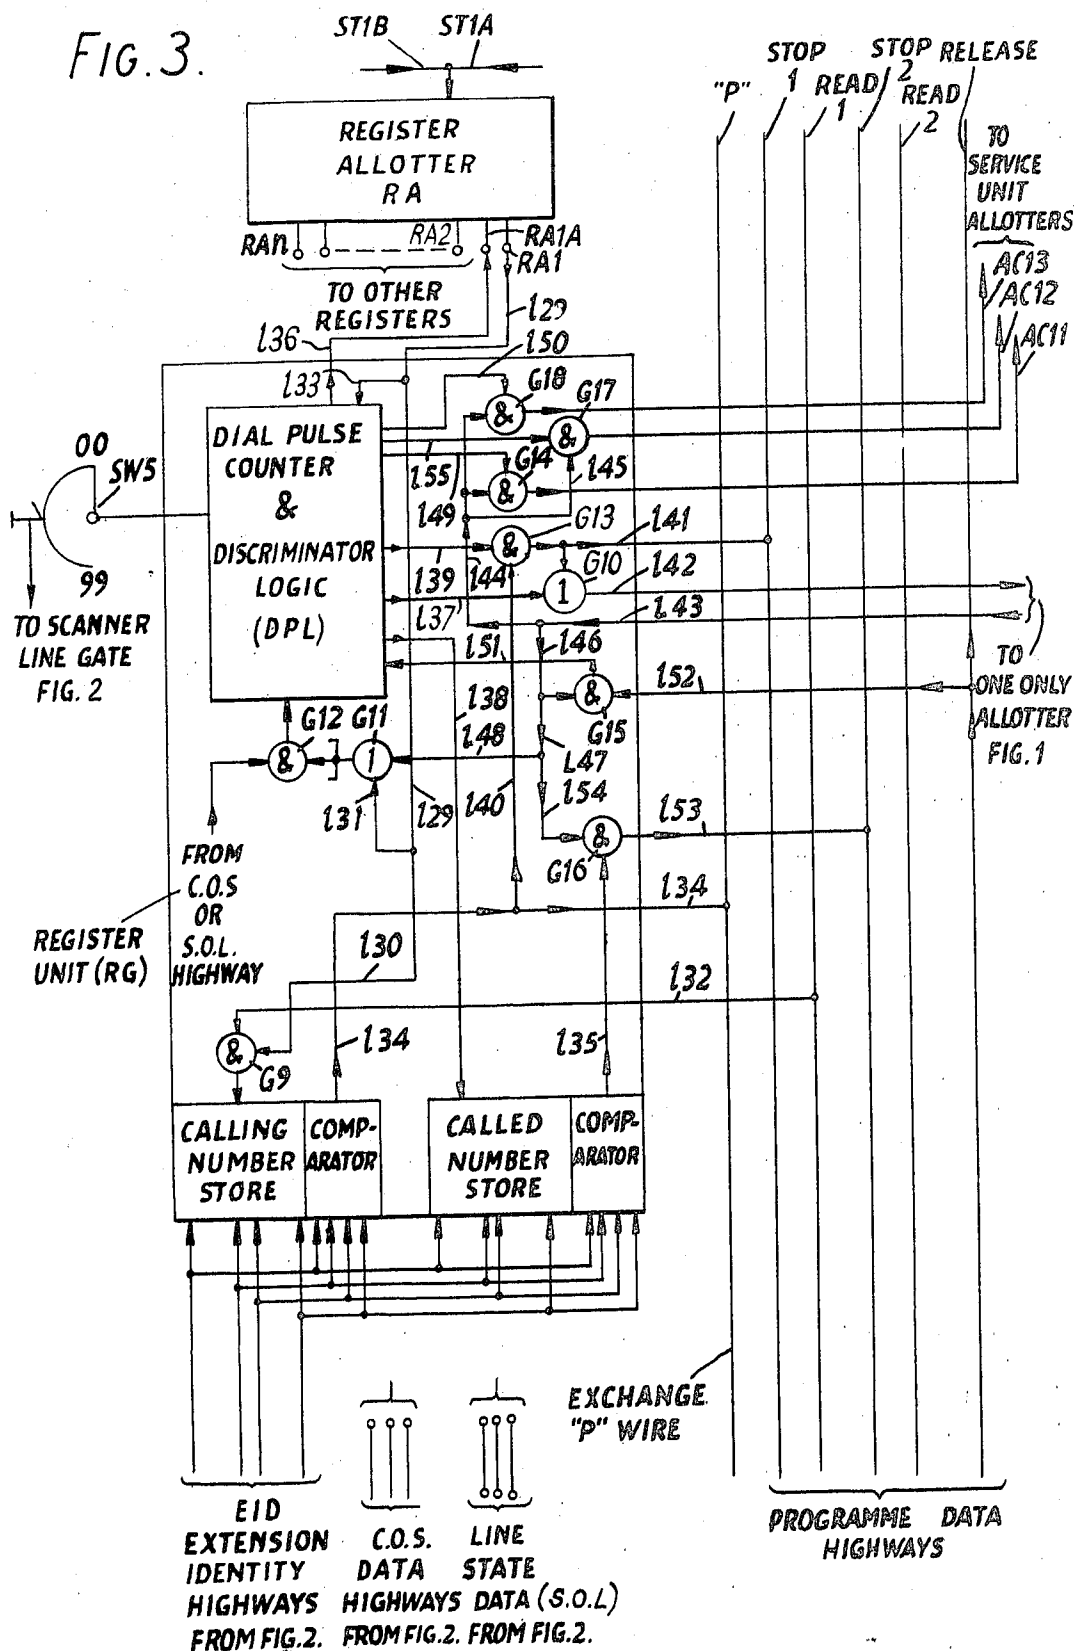 FIG. 3.
ST1B
ST1A
REGISTER
ALLOTTER
RA
RAn
RA2
RA1A
RA1
TO OTHER
REGISTERS
"P"
STOP
1
READ
1
STOP
2
READ
2
RELEASE
TO
SERVICE
UNIT
ALLOTTERS
AC13
AC12
AC11
l36
l29
l50
l33
G18
G17
00
SW5
99
TO SCANNER
LINE GATE
FIG. 2
DIAL PULSE
COUNTER
&
DISCRIMINATOR
LOGIC
(DPL)
&
&
&
l55
G14
l45
l49
G13
l41
&
l39
l44
G10
l42
1
l37
l43
l51
l46
TO
ONE ONLY
ALLOTTER
FIG. 1
&
l52
l38
G15
G12
G11
&
1
l48
L47
l31
l29
l40
l54
l53
&
G16
FROM
C.O.S
OR
S.O.L.
HIGHWAY
REGISTER
UNIT (RG)
l34
l30
l32
&
G9
l34
l35
CALLING
NUMBER
STORE
COMP-
ARATOR
CALLED
NUMBER
STORE
COMP-
ARATOR
EXCHANGE
"P" WIRE
EID
EXTENSION
IDENTITY
HIGHWAYS
FROM FIG.2.
C.O.S.
DATA
HIGHWAYS
FROM FIG.2.
LINE
STATE
DATA (S.O.L)
FROM FIG.2.
PROGRAMME DATA
HIGHWAYS